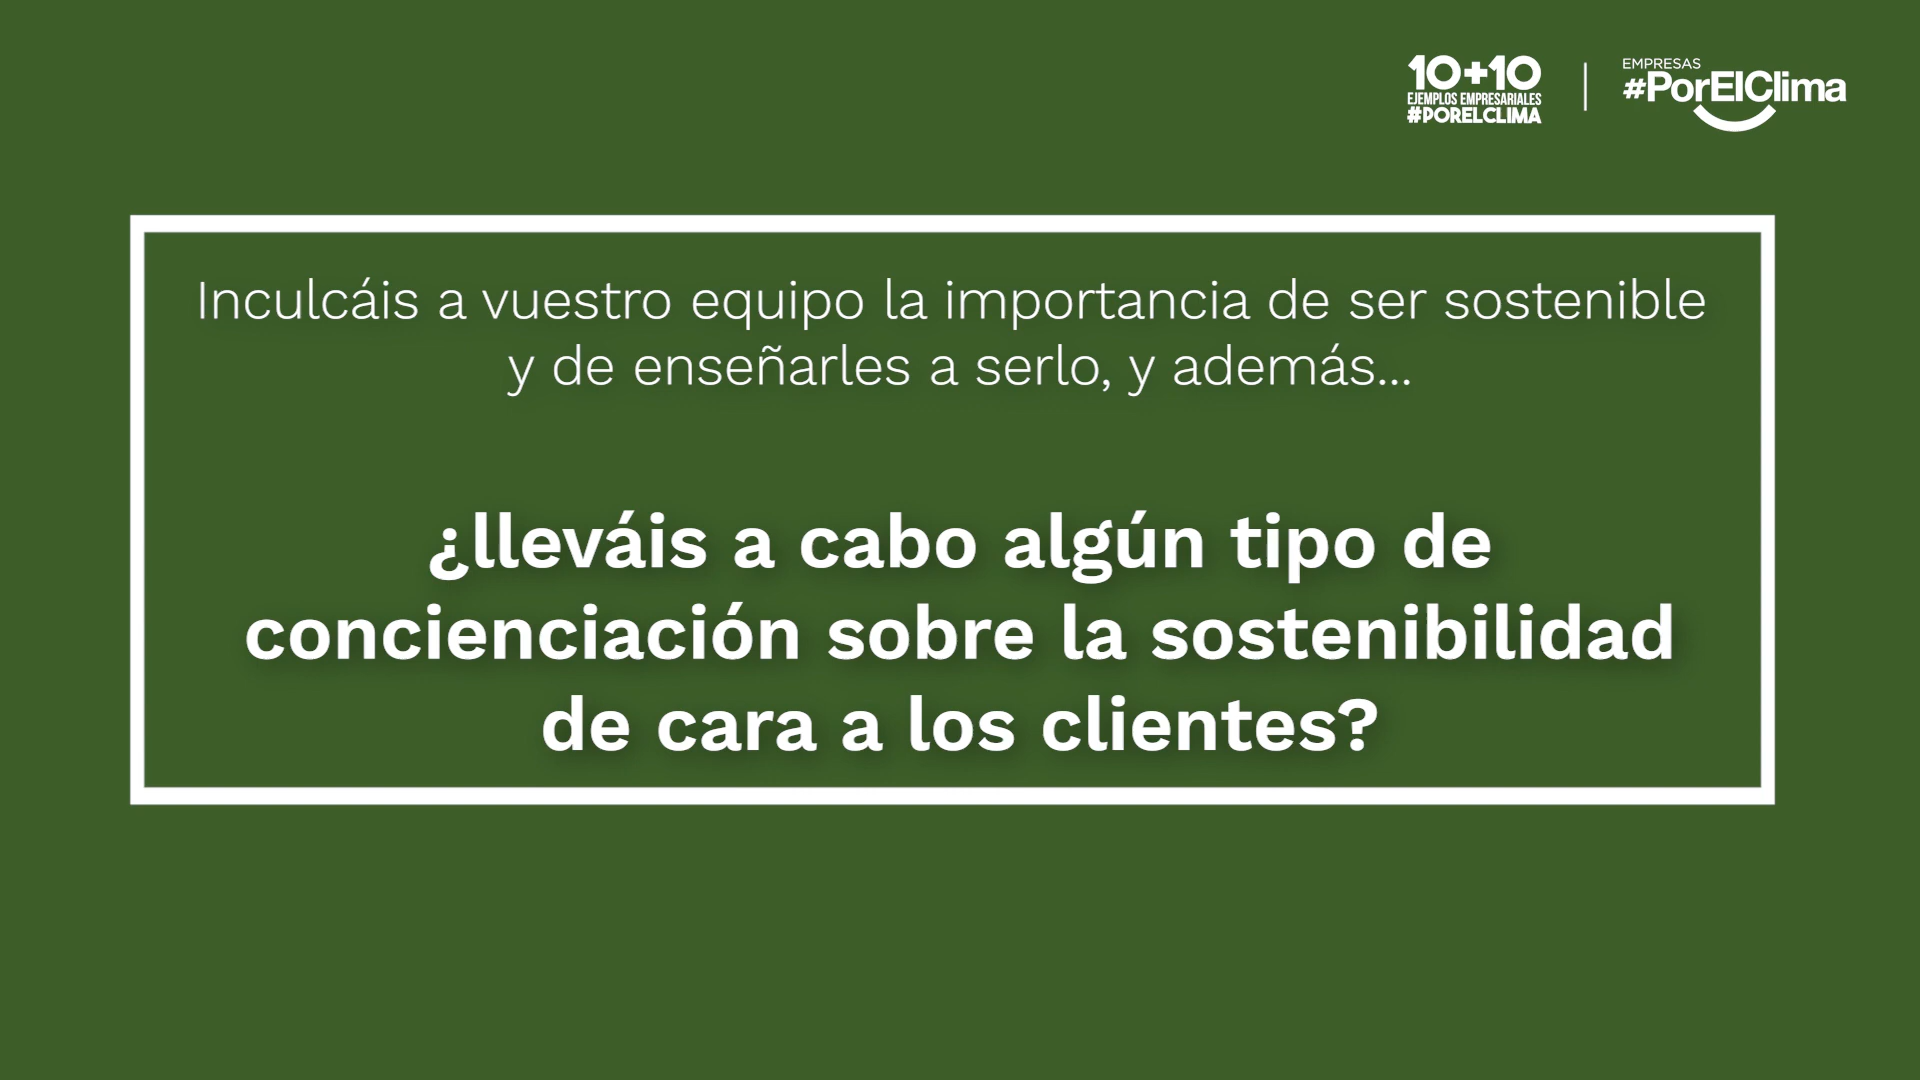 10+10
EJEMPLOS EMPRESARIALES
#PORELCLIMA
EMPRESAS
#PorElClima
Inculcáis a vuestro equipo la importancia de ser sostenible
y de enseñarles a serlo, y además...
¿lleváis a cabo algún tipo de
concienciación sobre la sostenibilidad
de cara a los clientes?